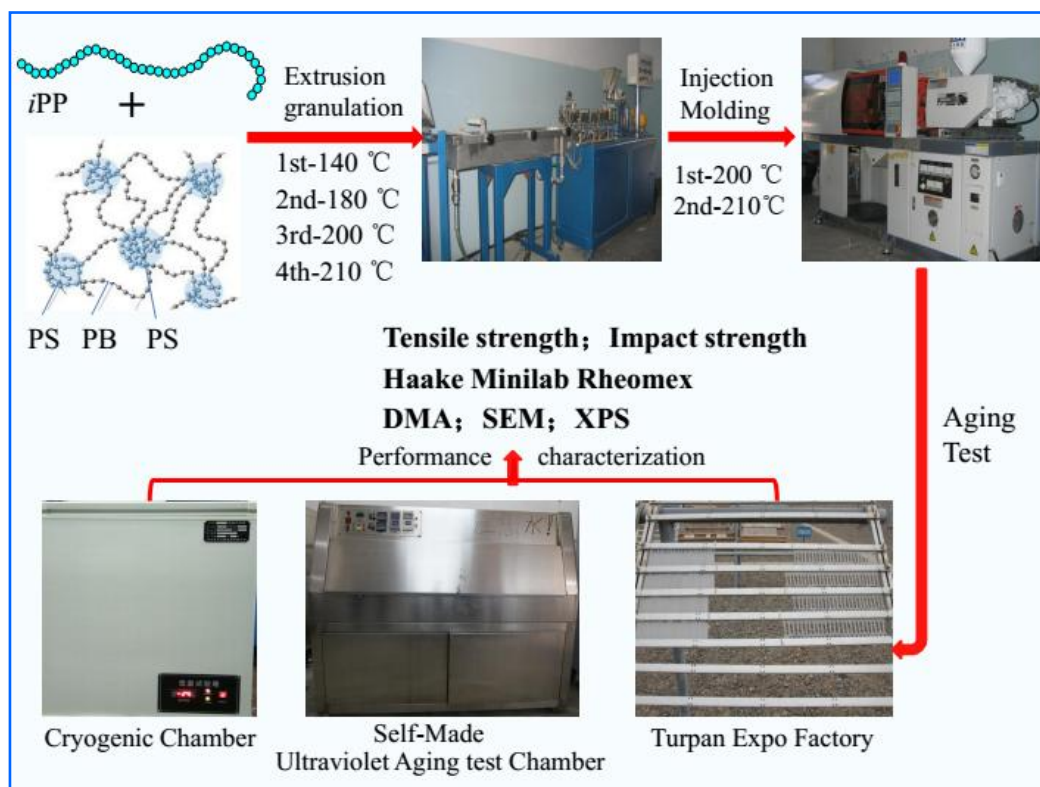 iPP
+
Extrusion
granulation
1st-140 ℃
2nd-180 ℃
3rd-200 ℃
4th-210 ℃
Injection
Molding
1st-200 ℃
2nd-210℃
PS PB PS
Tensile strength；Impact strength
Haake Minilab Rheomex
DMA；SEM；XPS
Performance characterization
Aging
Test
水!
Cryogenic Chamber
Self-Made
Ultraviolet Aging test Chamber
Turpan Expo Factory